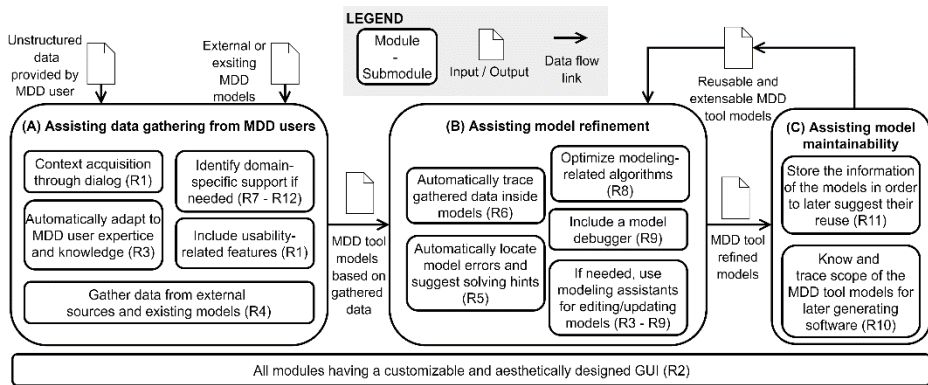 LEGEND
Module
-
Submodule
Input / Output
Data flow
link
Unstructured
data
provided by
MDD user
External or
exsiting
MDD
models
Reusable and
extensable MDD
tool models
(A) Assisting data gathering from MDD users
Context acquisition
through dialog (R1)
Identify domain-
specific support if
needed (R7 - R12)
Automatically adapt to
MDD user expertice
and knowledge (R3)
Include usability-
related features (R1)
Gather data from external
sources and existing models (R4)
MDD tool
models
based on
gathered
data
(B) Assisting model refinement
Automatically trace
gathered data inside
models (R6)
Automatically locate
model errors and
suggest solving hints
(R5)
Optimize modeling-
related algorithms
(R8)
Include a model
debugger (R9)
If needed, use
modeling assistants
for editing/updating
models (R3 - R9)
MDD tool
refined
models
(C) Assisting model
maintainability
Store the information
of the models in order
to later suggest their
reuse (R11)
Know and
trace scope of the
MDD tool models for
later generating
software (R10)
All modules having a customizable and aesthetically designed GUI (R2)